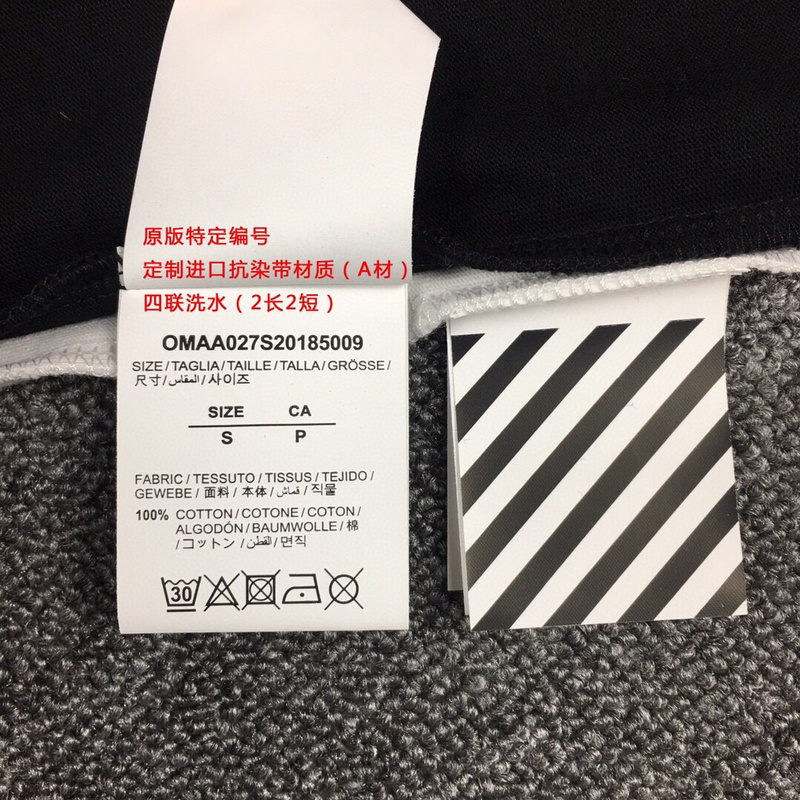 原版特定编号
定制进口抗染带材质（A材）
四联洗水（2长2短）
OMAA027S20185009
SIZE/TAGLIA/TAILLE/TALLA/GRÖSSE/
尺寸/المقاس/사이즈
SIZE CA
S P
FABRIC/TESSUTO/TISSUS/TEJIDO/
GEWEBE/面料/本体/قماش/직물
100% COTTON/COTONE/COTON/
ALGODÓN/BAUMWOLLE/棉
/コットン/القطن/면직
30